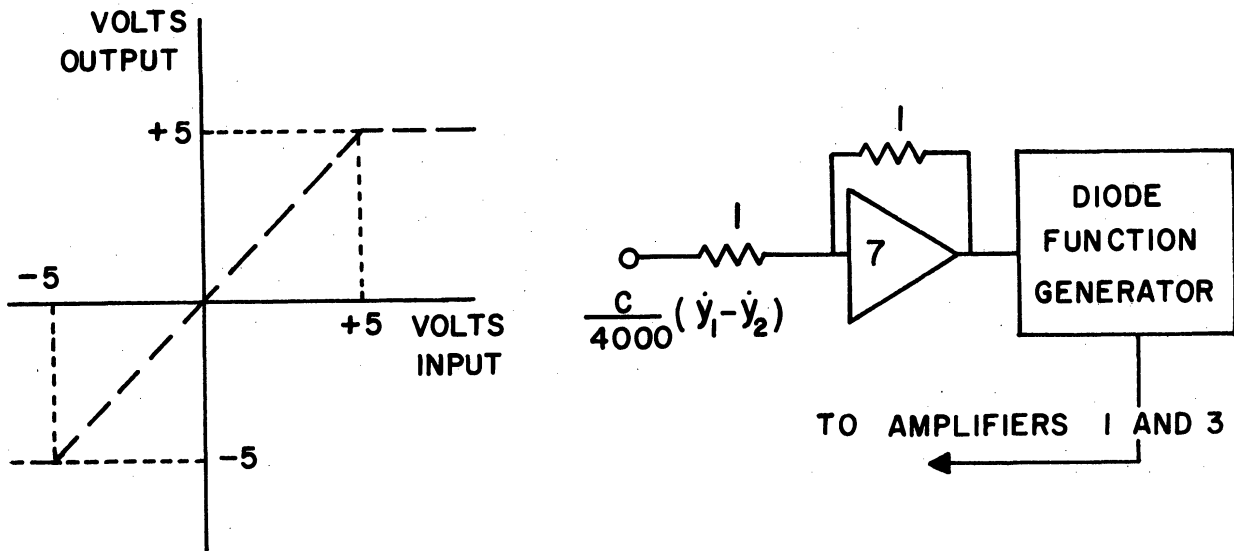 VOLTS
OUTPUT
+5
-5
+5
VOLTS
INPUT
-5
1
1
7
C
4000
(ẏ₁-ẏ₂)
DIODE
FUNCTION
GENERATOR
TO AMPLIFIERS 1 AND 3